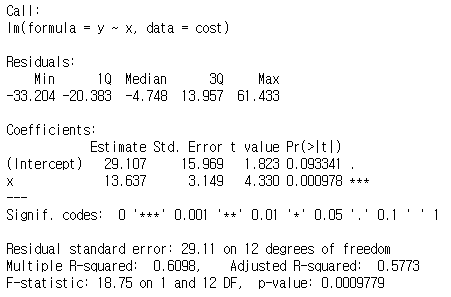 Call:
lm(formula = y ~ x, data = cost)
Residuals:
    Min      1Q  Median      3Q     Max
-33.204 -20.383  -4.748  13.957  61.433
Coefficients:
            Estimate Std. Error t value Pr(>|t|)
(Intercept)   29.107     15.969   1.823 0.093341 .
x             13.637      3.149   4.330 0.000978 ***
---
Signif. codes:  0 '***' 0.001 '**' 0.01 '*' 0.05 '.' 0.1 ' ' 1
Residual standard error: 29.11 on 12 degrees of freedom
Multiple R-squared:  0.6098,    Adjusted R-squared:  0.5773
F-statistic: 18.75 on 1 and 12 DF,  p-value: 0.0009779